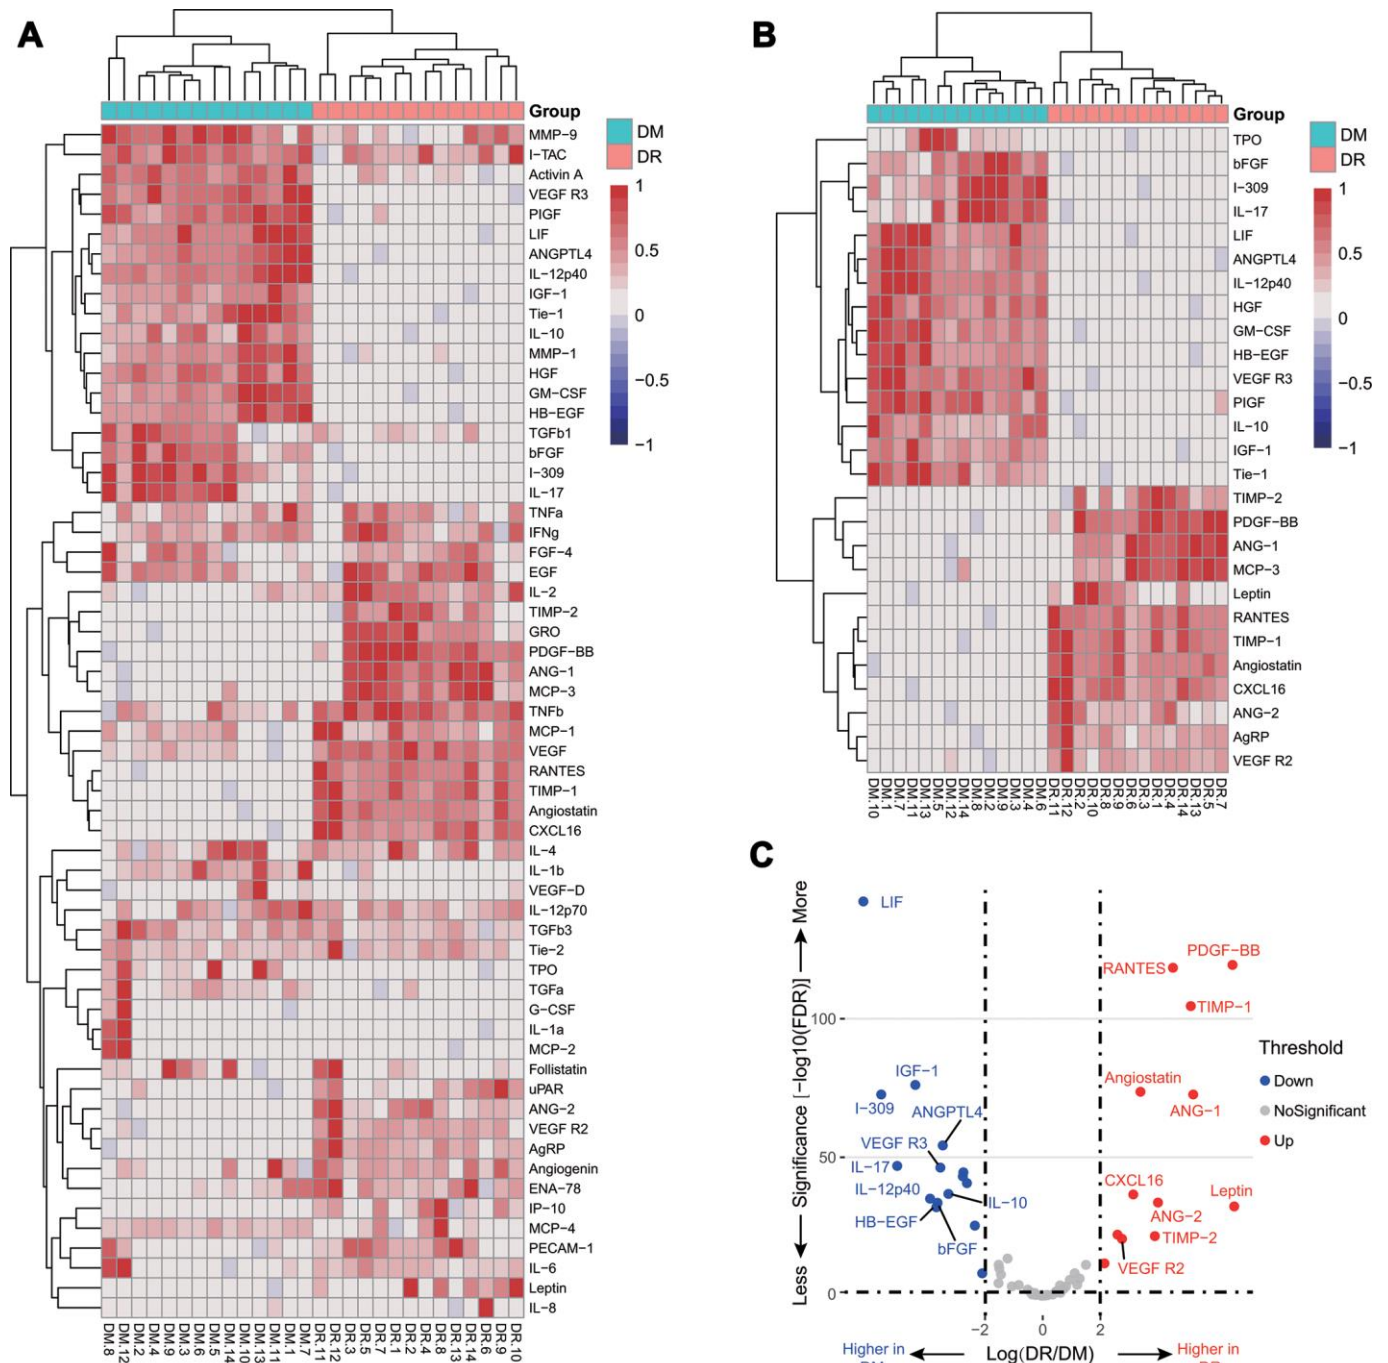 A
Group
DM
DR
1
0.5
0
−0.5
−1
MMP−9
I−TAC
Activin A
VEGF R3
PIGF
LIF
ANGPTL4
IL−12p40
IGF−1
Tie−1
IL−10
MMP−1
HGF
GM−CSF
HB−EGF
TGFb1
bFGF
I−309
IL−17
TNFa
IFNg
FGF−4
EGF
IL−2
TIMP−2
GRO
PDGF−BB
ANG−1
MCP−3
TNFb
MCP−1
VEGF
RANTES
TIMP−1
Angiostatin
CXCL16
IL−4
IL−1b
VEGF−D
IL−12p70
TGFb3
Tie−2
TPO
TGFa
G−CSF
IL−1a
MCP−2
Follistatin
uPAR
ANG−2
VEGF R2
AgRP
Angiogenin
ENA−78
IP−10
MCP−4
PECAM−1
IL−6
Leptin
IL−8
DM.8
DM.12
DM.2
DM.4
DM.9
DM.3
DM.6
DM.5
DM.14
DM.10
DM.13
DM.11
DM.1
DM.7
DR.11
DR.12
DR.3
DR.5
DR.7
DR.1
DR.2
DR.4
DR.8
DR.13
DR.14
DR.6
DR.9
DR.10
B
Group
DM
DR
1
0.5
0
−0.5
−1
TPO
bFGF
I−309
IL−17
LIF
ANGPTL4
IL−12p40
HGF
GM−CSF
HB−EGF
VEGF R3
PIGF
IL−10
IGF−1
Tie−1
TIMP−2
PDGF−BB
ANG−1
MCP−3
Leptin
RANTES
TIMP−1
Angiostatin
CXCL16
ANG−2
AgRP
VEGF R2
DM.10
DM.1
DM.7
DM.11
DM.13
DM.5
DM.12
DM.14
DM.8
DM.2
DM.9
DM.3
DM.4
DM.6
DR.11
DR.12
DR.2
DR.10
DR.8
DR.9
DR.6
DR.3
DR.1
DR.4
DR.14
DR.13
DR.5
DR.7
C
Less Significance [−log10(FDR)] More
100
50
0
LIF
PDGF−BB
RANTES
TIMP−1
IGF−1
I−309
ANGPTL4
Angiostatin
ANG−1
VEGF R3
IL−17
IL−12p40
IL−10
HB−EGF
bFGF
CXCL16
Leptin
ANG−2
TIMP−2
VEGF R2
Threshold
Down
NoSignificant
Up
−2
0
2
Higher in
Log(DR/DM)
Higher in